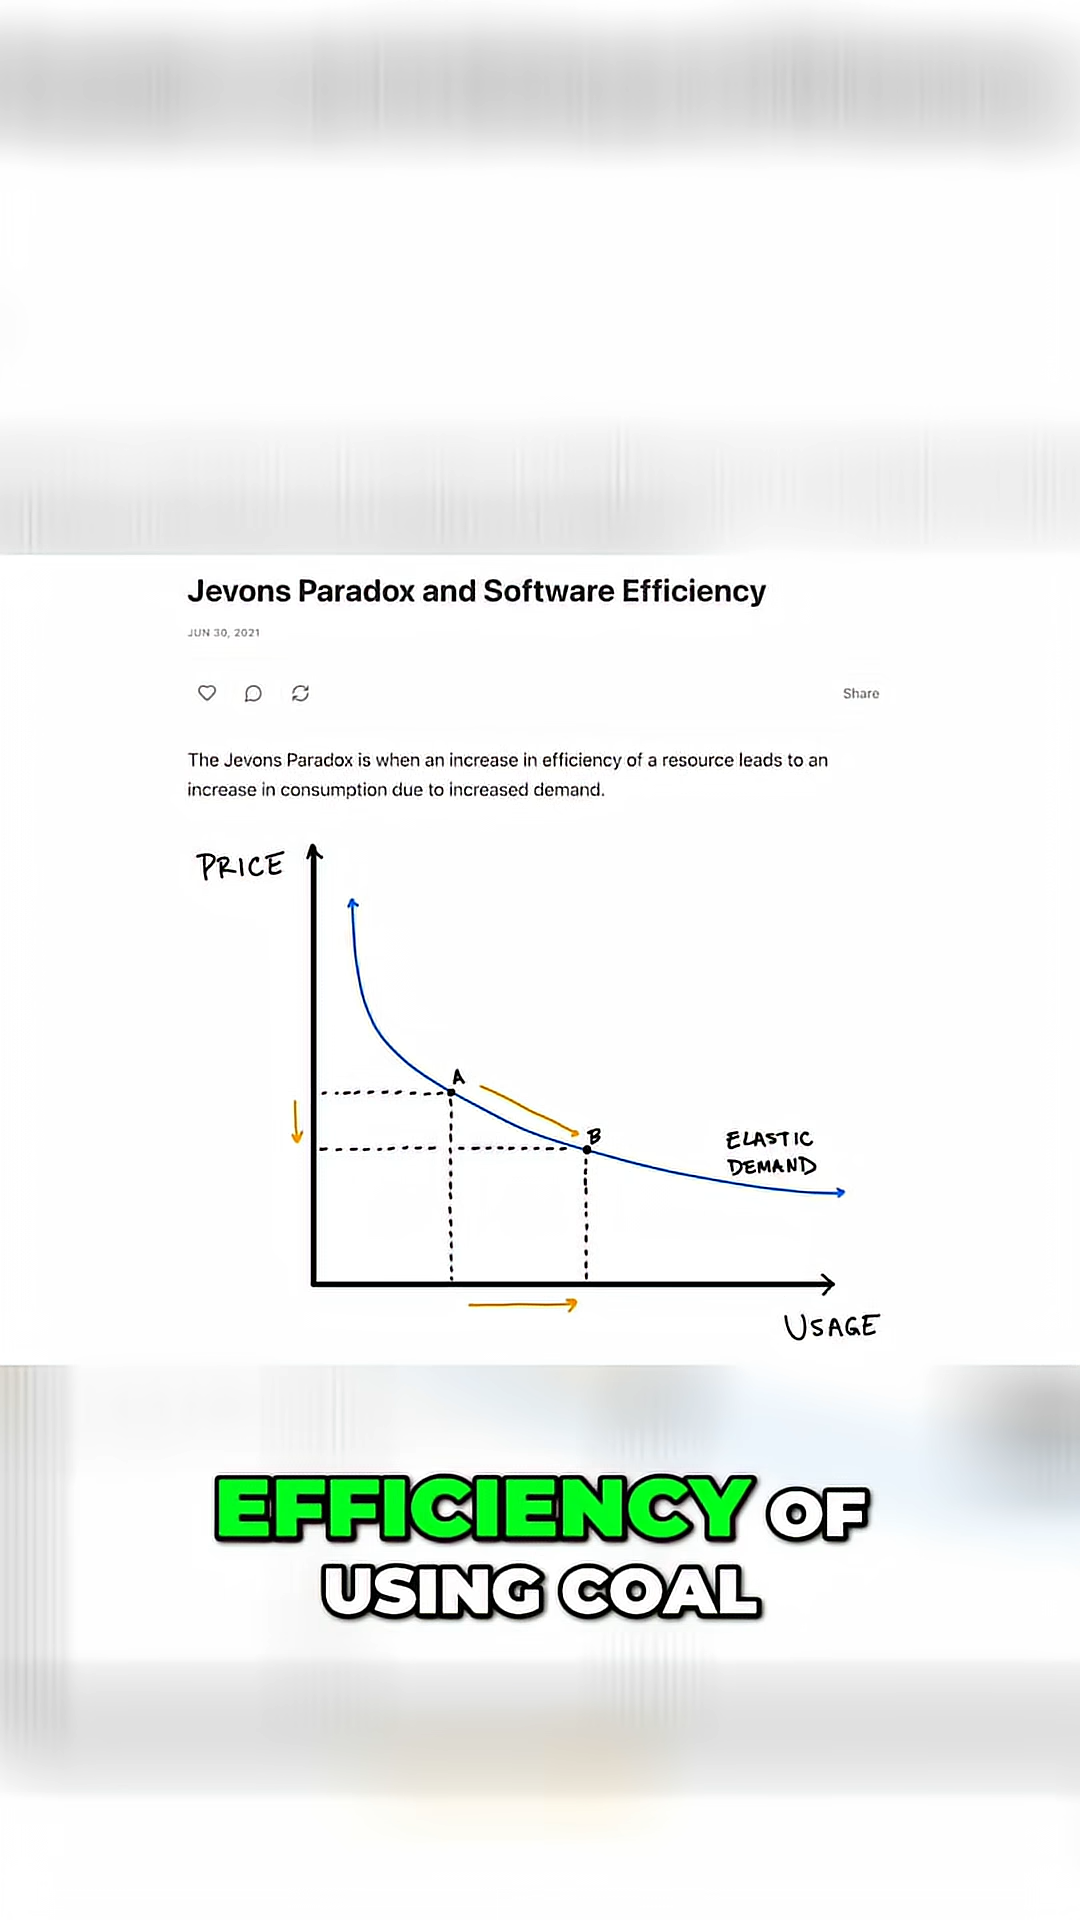 Jevons Paradox and Software Efficiency
JUN 30, 2021
Share
The Jevons Paradox is when an increase in efficiency of a resource leads to an
increase in consumption due to increased demand.
PRICE
A
B
ELASTIC
DEMAND
USAGE
EFFICIENCY OF
USING COAL